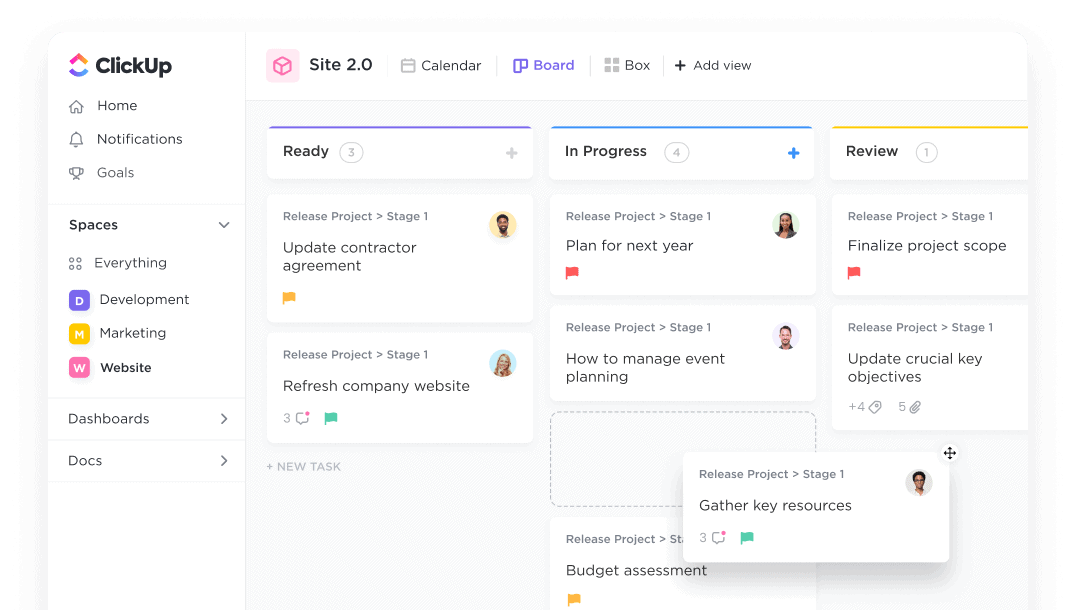 ClickUp
Home
Notifications
Goals
Spaces
Everything
D Development
M Marketing
W Website
Dashboards
Docs
Site 2.0
Calendar
Board
Box
+ Add view
Ready 3 +
Release Project > Stage 1
Update contractor
agreement
Release Project > Stage 1
Refresh company website
3
+ NEW TASK
In Progress 4 +
Release Project > Stage 1
Plan for next year
Release Project > Stage 1
How to manage event
planning
Release Project > Stage 1
Gather key resources
3
Release Project > Sta
Budget assessment
Review 1
Release Project > Stage 1
Finalize project scope
Release Project > Stage 1
Update crucial key
objectives
+4 5